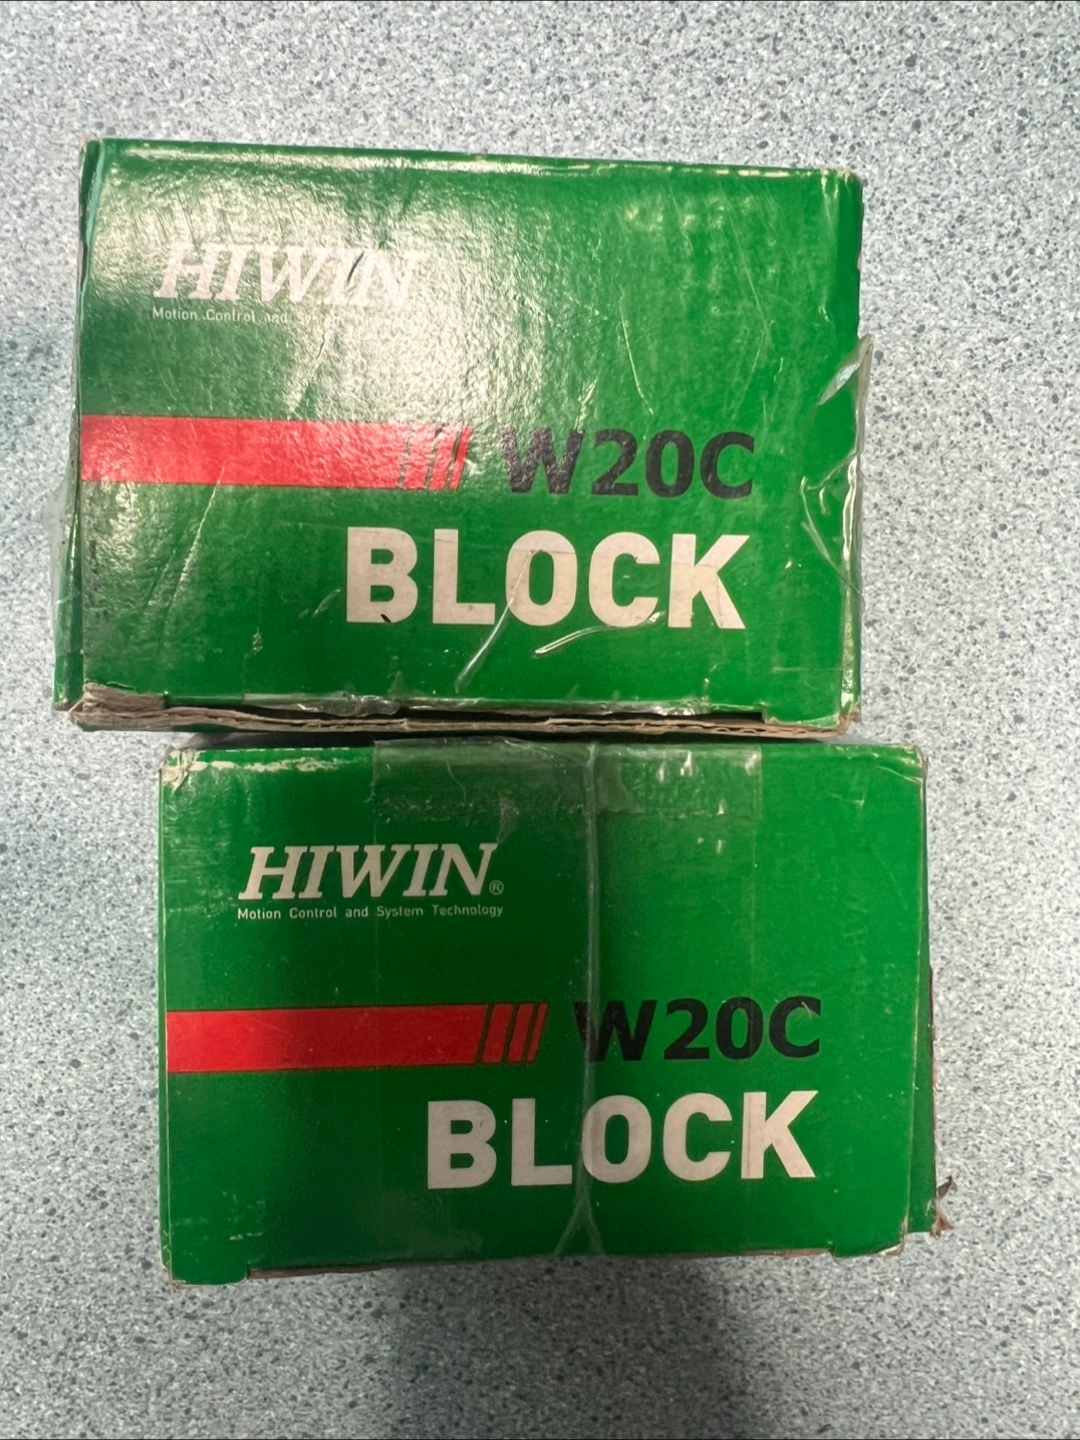 HIWIN
Motion Control and
W20C
BLOCK
HIWIN®
Motion Control and System Technology
W20C
BLOCK